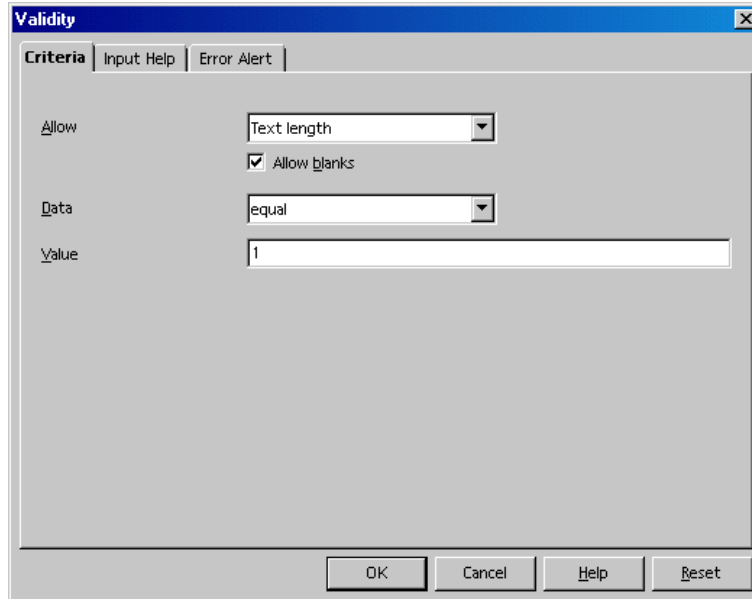 Validity
Criteria Input Help Error Alert
Allow Text length
Allow blanks
Data equal
Value 1
OK Cancel Help Reset